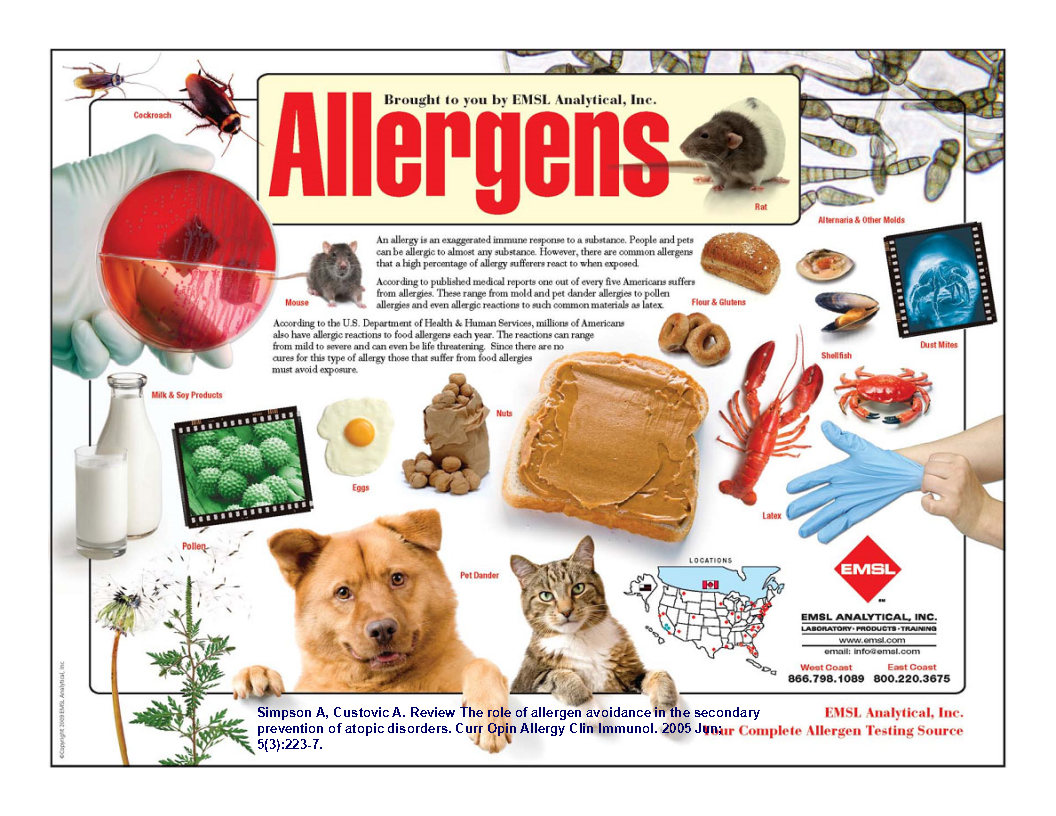 Brought to you by EMSL Analytical, Inc.
Allergens
Cockroach
Rat
Alternaria & Other Molds
An allergy is an exaggerated immune response to a substance. People and pets
can be allergic to almost any substance. However, there are common allergens
that a high percentage of allergy sufferers react to when exposed.
According to published medical reports one out of every five Americans suffers
from allergies. These range from mold and pet dander allergies to pollen
allergies and even allergic reactions to such common materials as latex.
Mouse
Flour & Glutens
According to the U.S. Department of Health & Human Services, millions of Americans
also have allergic reactions to food allergens each year. The reactions can range
from mild to severe and can even be life threatening. Since there are no
cures for this type of allergy those that suffer from food allergies
must avoid exposure.
Dust Mites
Shellfish
Milk & Soy Products
Nuts
Eggs
Latex
Pollen
Pet Dander
LOCATIONS
EMSL
SM
EMSL ANALYTICAL, INC.
LABORATORY • PRODUCTS • TRAINING
www.emsl.com
email: info@emsl.com
West Coast East Coast
866.798.1089 800.220.3675
©Copyright 2009 EMSL Analytical, Inc
Simpson A, Custovic A. Review The role of allergen avoidance in the secondary
prevention of atopic disorders. Curr Opin Allergy Clin Immunol. 2005 Jun;
5(3):223-7.
EMSL Analytical, Inc.
Your Complete Allergen Testing Source